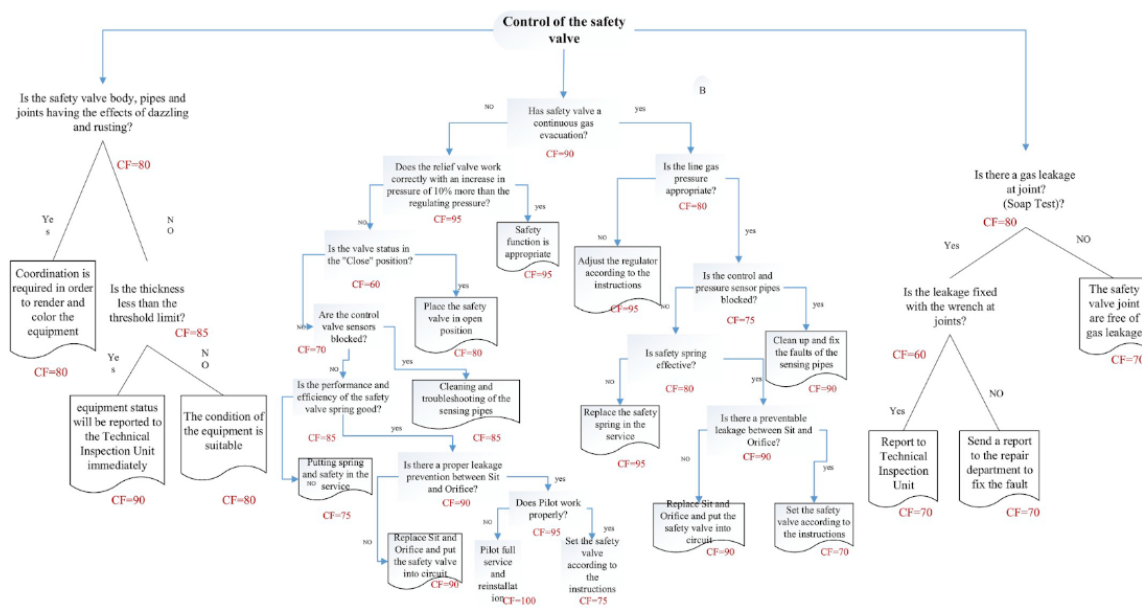 Control of the safety
valve
Is the safety valve body, pipes and
joints having the effects of dazzling
and rusting?
CF=80
Ye
s
N
O
Coordination is
required in order
to render and
color the
equipment
CF=80
Is the thickness
less than the
threshold limit?
CF=85
Ye
s
N
O
equipment status
will be reported to
the Technical
Inspection Unit
immediately
CF=90
The condition of
the equipment is
suitable
CF=80
B
Has safety valve a
continuous gas
evacuation?
CF=90
NO
yes
Does the relief valve work
correctly with an increase in
pressure of 10% more than the
regulating pressure?
CF=95
NO
yes
Safety
function is
appropriate
CF=95
Is the valve status in
the "Close" position?
CF=60
NO
yes
Place the safety
valve in open
position
CF=80
Are the control
valve sensors
blocked?
CF=70
NO
yes
Cleaning and
troubleshooting of the
sensing pipes
CF=85
Is the performance and
efficiency of the safety
valve spring good?
CF=85
yes
Putting spring
and safety in the
service
NO
CF=75
Is there a proper leakage
prevention between Sit
and Orifice?
CF=90
NO
yes
Replace Sit and
Orifice and put
the safety valve
into circuit
CF=90
Does Pilot work
properly?
CF=95
NO
yes
Pilot full
service
and
reinstallat
ion
CF=100
Set the safety
valve
according to
the
instructions
CF=75
Is the line gas
pressure
appropriate?
CF=80
NO
yes
Adjust the regulator
according to the
instructions
CF=95
Is the control and
pressure sensor pipes
blocked?
CF=75
NO
yes
Clean up and fix
the faults of the
sensing pipes
CF=90
Is safety spring
effective?
CF=80
NO
yes
Replace the safety
spring in the
service
CF=95
Is there a preventable
leakage between Sit and
Orifice?
CF=90
NO
yes
Replace Sit and
Orifice and put the
safety valve into
circuit
CF=90
Set the safety
valve according to
the instructions
CF=70
Is there a gas leakage
at joint?
(Soap Test)?
CF=80
Yes
NO
The safety
valve joint
are free of
gas leakage
CF=70
Is the leakage fixed
with the wrench at
joints?
CF=60
Yes
NO
Report to
Technical
Inspection
Unit
CF=70
Send a report
to the repair
department to
fix the fault
CF=70